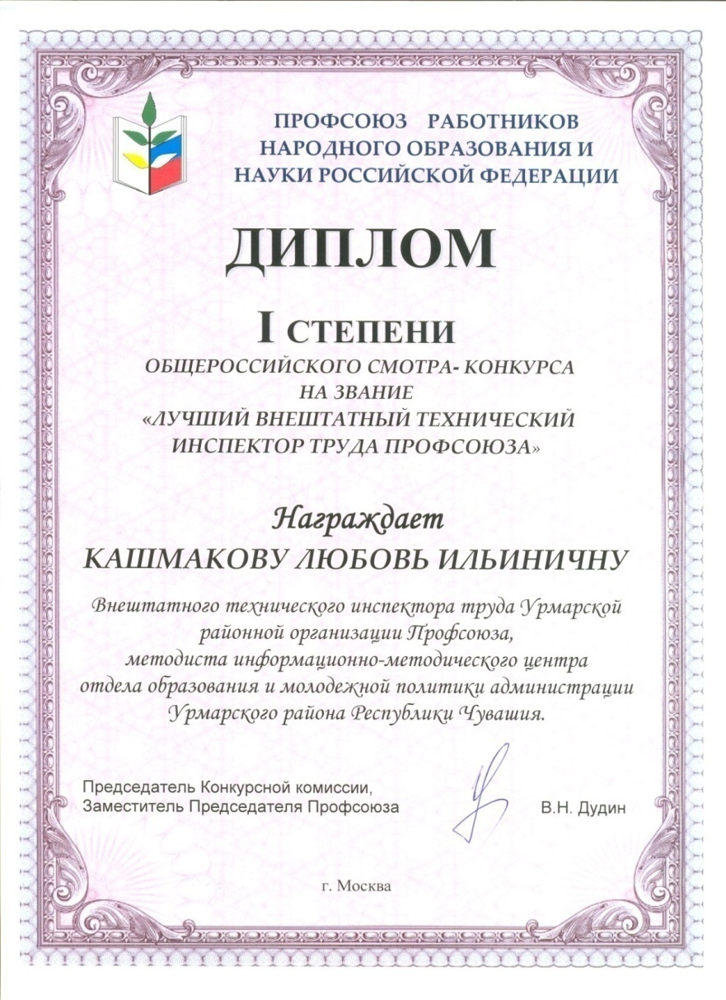 ПРОФСОЮЗ РАБОТНИКОВ
НАРОДНОГО ОБРАЗОВАНИЯ И
НАУКИ РОССИЙСКОЙ ФЕДЕРАЦИИ
ДИПЛОМ
I СТЕПЕНИ
ОБЩЕРОССИЙСКОГО СМОТРА- КОНКУРСА
НА ЗВАНИЕ
«ЛУЧШИЙ ВНЕШТАТНЫЙ ТЕХНИЧЕСКИЙ
ИНСПЕКТОР ТРУДА ПРОФСОЮЗА»
Награждает
КАШМАКОВУ ЛЮБОВЬ ИЛЬИНИЧНУ
Внештатного технического инспектора труда Урмарской
районной организации Профсоюза,
методиста информационно-методического центра
отдела образования и молодежной политики администрации
Урмарского района Республики Чувашия.
Председатель Конкурсной комиссии,
Заместитель Председателя Профсоюза
В.Н. Дудин
г. Москва